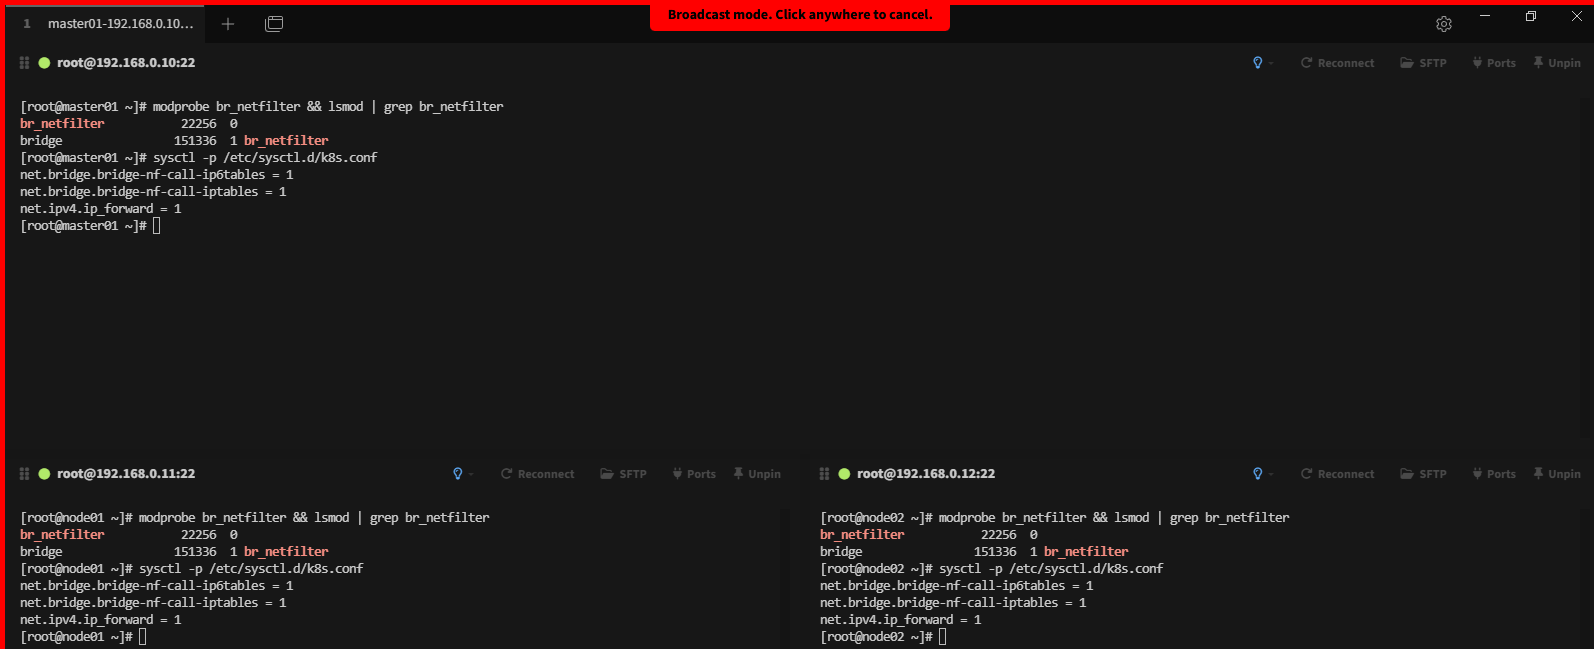 Broadcast mode. Click anywhere to cancel.
1 master01-192.168.0.10...
root@192.168.0.10:22 Reconnect SFTP Ports Unpin
[root@master01 ~]# modprobe br_netfilter && lsmod | grep br_netfilter
br_netfilter           22256  0
bridge                151336  1 br_netfilter
[root@master01 ~]# sysctl -p /etc/sysctl.d/k8s.conf
net.bridge.bridge-nf-call-ip6tables = 1
net.bridge.bridge-nf-call-iptables = 1
net.ipv4.ip_forward = 1
[root@master01 ~]#
root@192.168.0.11:22 Reconnect SFTP Ports Unpin
[root@node01 ~]# modprobe br_netfilter && lsmod | grep br_netfilter
br_netfilter           22256  0
bridge                151336  1 br_netfilter
[root@node01 ~]# sysctl -p /etc/sysctl.d/k8s.conf
net.bridge.bridge-nf-call-ip6tables = 1
net.bridge.bridge-nf-call-iptables = 1
net.ipv4.ip_forward = 1
[root@node01 ~]#
root@192.168.0.12:22 Reconnect SFTP Ports Unpin
[root@node02 ~]# modprobe br_netfilter && lsmod | grep br_netfilter
br_netfilter           22256  0
bridge                151336  1 br_netfilter
[root@node02 ~]# sysctl -p /etc/sysctl.d/k8s.conf
net.bridge.bridge-nf-call-ip6tables = 1
net.bridge.bridge-nf-call-iptables = 1
net.ipv4.ip_forward = 1
[root@node02 ~]#